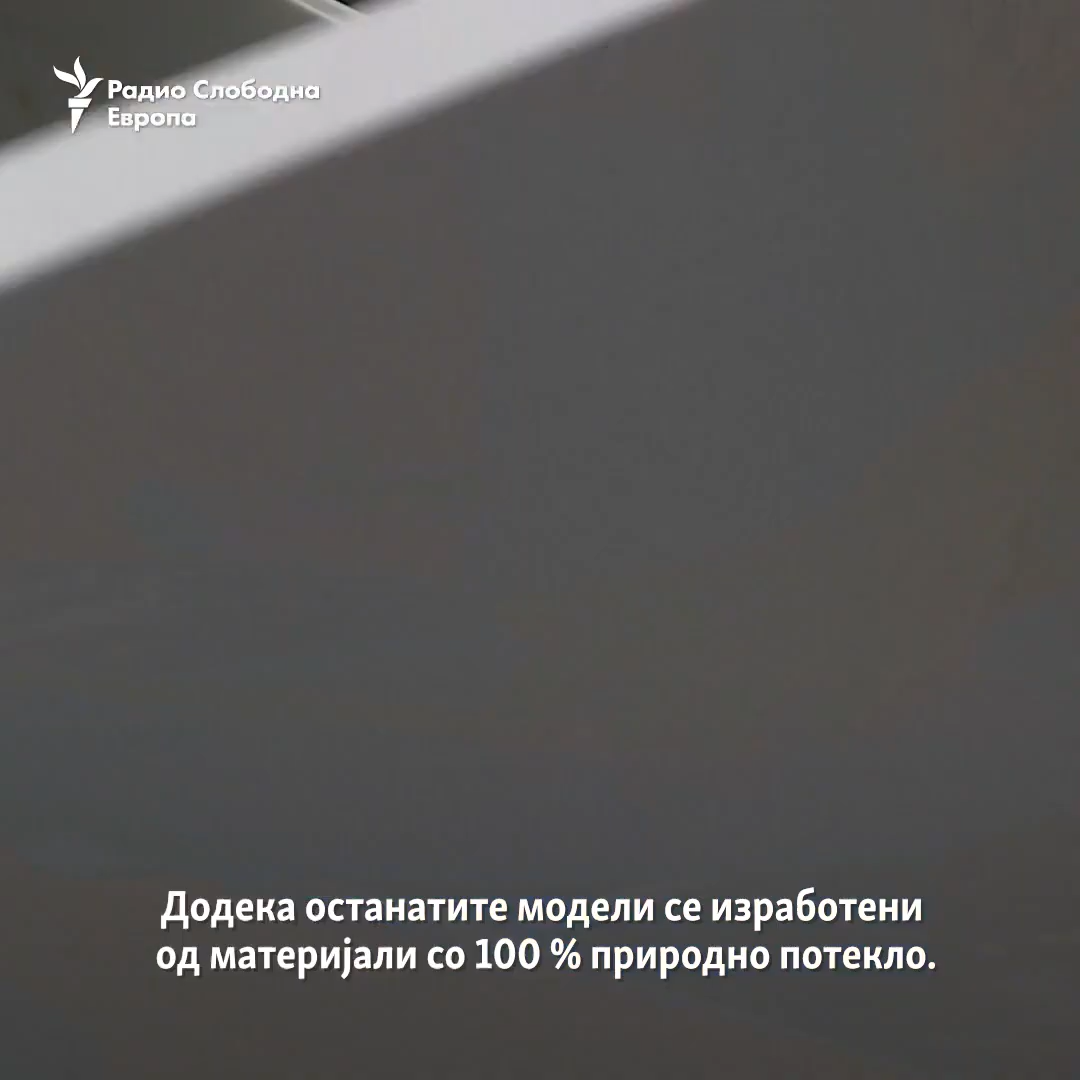 Радио Слободна
Европа
Додека останатите модели се изработени
од материјали со 100 % природно потекло.